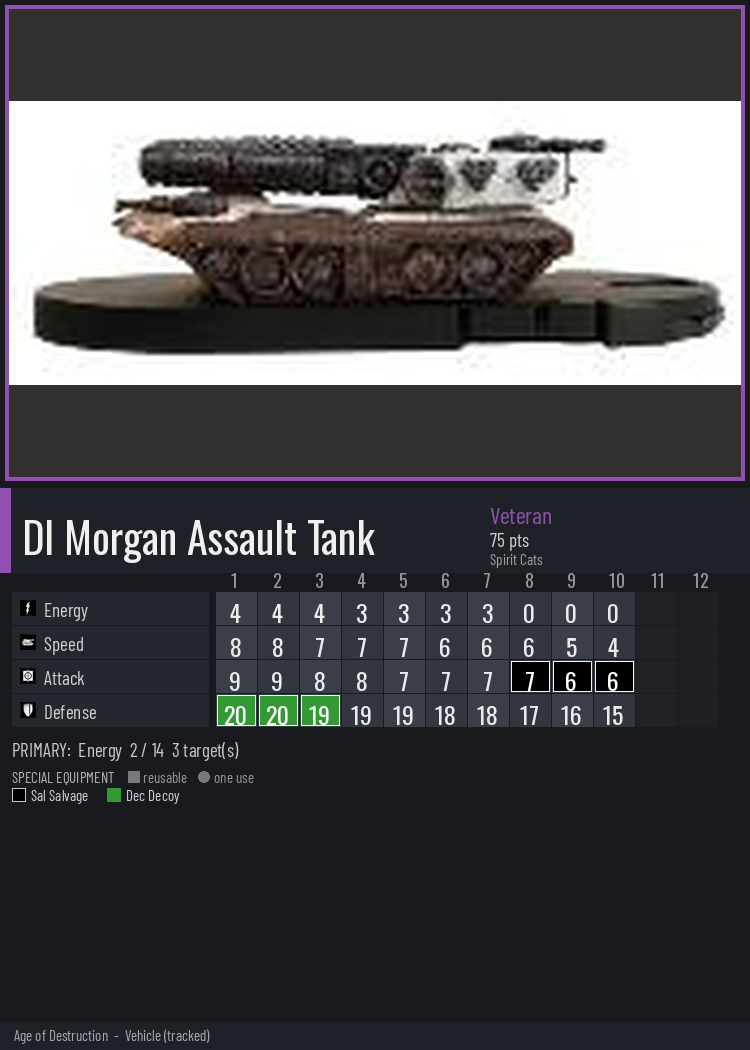 DI Morgan Assault Tank
Veteran
75 pts
Spirit Cats
1 2 3 4 5 6 7 8 9 10 11 12
Energy 4 4 4 3 3 3 3 0 0 0
Speed 8 8 7 7 7 6 6 6 5 4
Attack 9 9 8 8 7 7 7 7 6 6
Defense 20 20 19 19 19 18 18 17 16 15
PRIMARY: Energy 2 / 14 3 target(s)
SPECIAL EQUIPMENT reusable one use
Sal Salvage Dec Decoy
Age of Destruction - Vehicle (tracked)